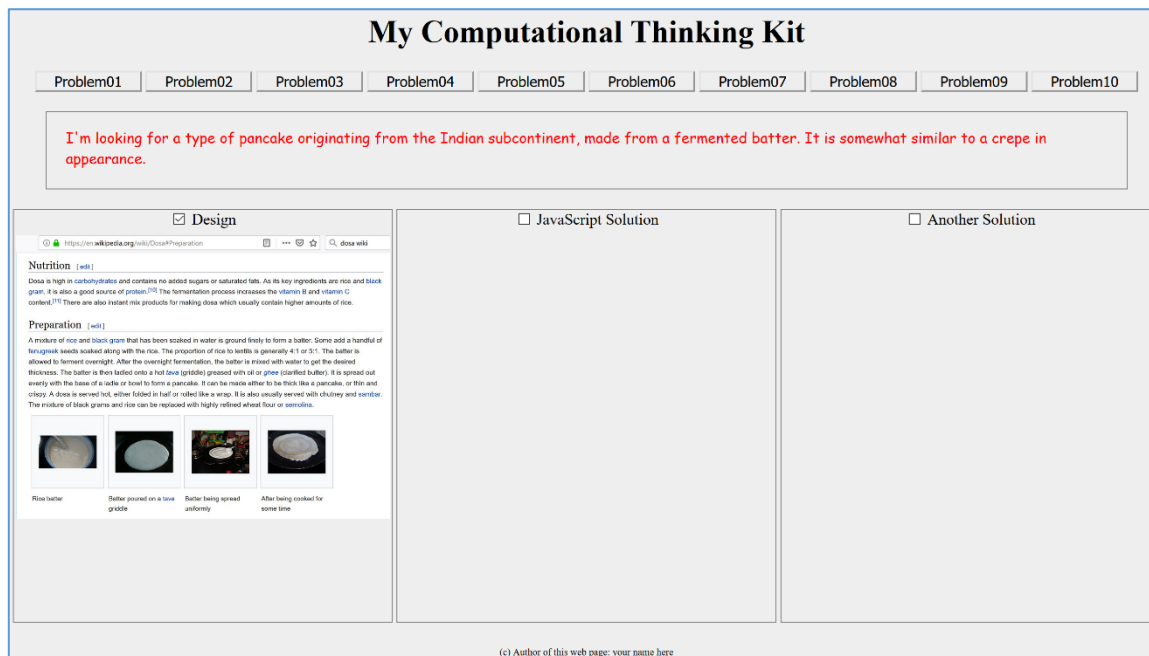 My Computational Thinking Kit
Problem01 Problem02 Problem03 Problem04 Problem05 Problem06 Problem07 Problem08 Problem09 Problem10
I'm looking for a type of pancake originating from the Indian subcontinent, made from a fermented batter. It is somewhat similar to a crepe in
appearance.
Design
https://en.wikipedia.org/wiki/Dosa#Preparation
dosa wiki
Nutrition [edit]
Dosa is high in carbohydrates and contains no added sugars or saturated fats. As its key ingredients are rice and black
gram, it is also a good source of protein.[10] The fermentation process increases the vitamin B and vitamin C
content.[11] There are also instant mix products for making dosa which usually contain higher amounts of rice.
Preparation [edit]
A mixture of rice and black gram that has been soaked in water is ground finely to form a batter. Some add a handful of
fenugreek seeds soaked along with the rice. The proportion of rice to lentils is generally 4:1 or 5:1. The batter is
allowed to ferment overnight. After the overnight fermentation, the batter is mixed with water to get the desired
thickness. The batter is then ladled onto a hot tava (griddle) greased with oil or ghee (clarified butter). It is spread out
evenly with the base of a ladle or bowl to form a pancake. It can be made either to be thick like a pancake, or thin and
crispy. A dosa is served hot, either folded in half or rolled like a wrap. It is also usually served with chutney and sambar.
The mixture of black grams and rice can be replaced with highly refined wheat flour or semolina.
Rice batter
Batter poured on a tava
griddle
Batter being spread
uniformly
After being cooked for
some time
JavaScript Solution
Another Solution
(c) Author of this web page: your name here